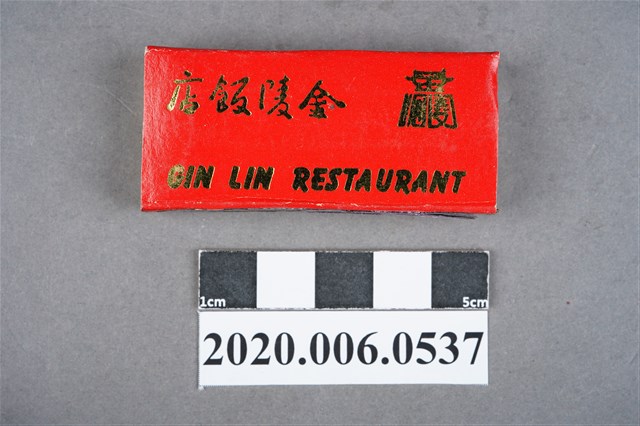 金陵飯店
GIN LIN RESTAURANT
1cm 5cm
2020.006.0537